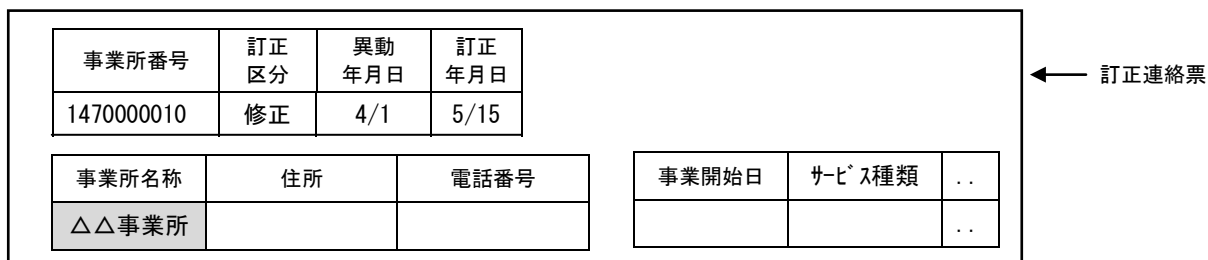 事業所番号 訂正区分 異動年月日 訂正年月日
1470000010 修正 4/1 5/15
← 訂正連絡票
事業所名称 住所 電話番号 事業開始日 ｻｰﾋﾞｽ種類 ..
△△事業所 ..